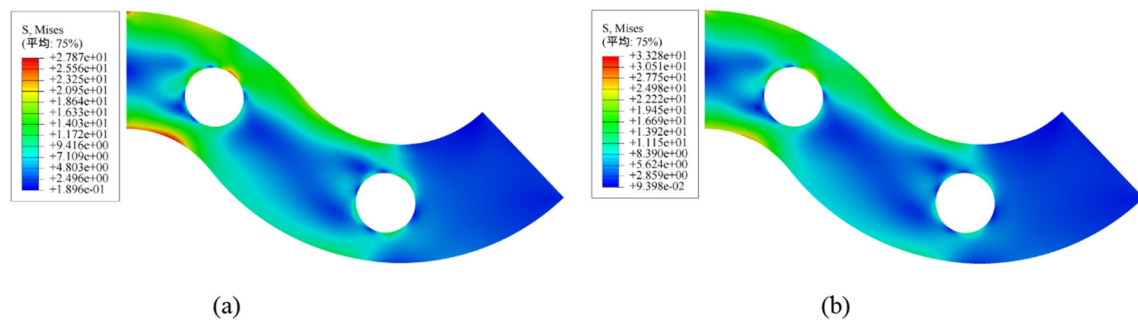 S, Mises
(平均: 75%)
+2.787e+01
+2.556e+01
+2.325e+01
+2.095e+01
+1.864e+01
+1.633e+01
+1.403e+01
+1.172e+01
+9.416e+00
+7.109e+00
+4.803e+00
+2.496e+00
+1.896e-01
(a)
S, Mises
(平均: 75%)
+3.328e+01
+3.051e+01
+2.775e+01
+2.498e+01
+2.222e+01
+1.945e+01
+1.669e+01
+1.392e+01
+1.115e+01
+8.390e+00
+5.624e+00
+2.859e+00
+9.398e-02
(b)